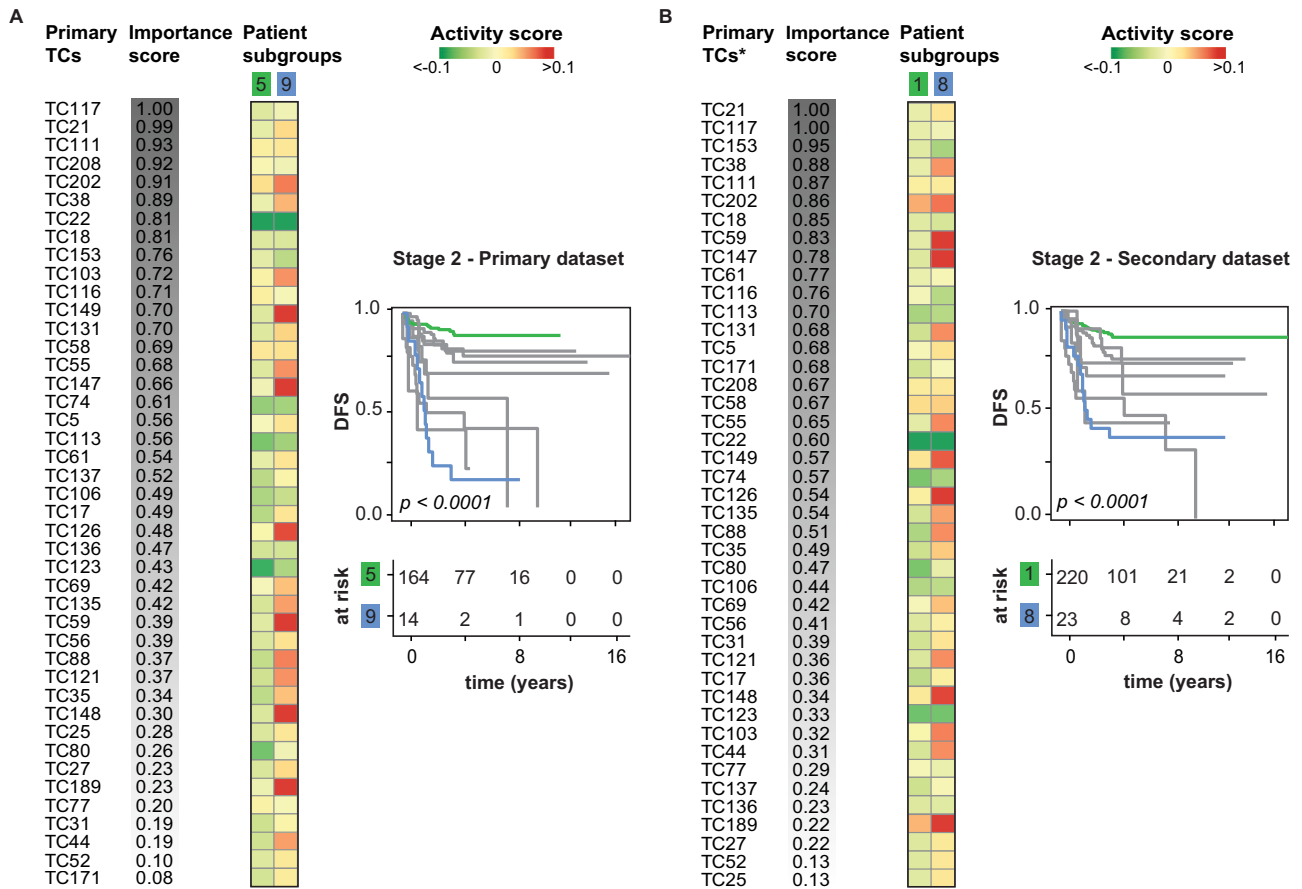 A
Primary Importance Patient
TCs score subgroups
Activity score
<-0.1 0 >0.1
5 9
TC117 1.00
TC21 0.99
TC111 0.93
TC208 0.92
TC202 0.91
TC38 0.89
TC22 0.81
TC18 0.81
TC153 0.76
TC103 0.72
TC116 0.71
TC149 0.70
TC131 0.70
TC58 0.69
TC55 0.68
TC147 0.66
TC74 0.61
TC5 0.56
TC113 0.56
TC61 0.54
TC137 0.52
TC106 0.49
TC17 0.49
TC126 0.48
TC136 0.47
TC123 0.43
TC69 0.42
TC135 0.42
TC59 0.39
TC56 0.39
TC88 0.37
TC121 0.37
TC35 0.34
TC148 0.30
TC25 0.28
TC80 0.26
TC27 0.23
TC189 0.23
TC77 0.20
TC31 0.19
TC44 0.19
TC52 0.10
TC171 0.08
Stage 2 - Primary dataset
1.0
0.5
0.0
DFS
p < 0.0001
at risk
5 164 77 16 0 0
9 14 2 1 0 0
0 8 16
time (years)
B
Primary Importance Patient
TCs* score subgroups
Activity score
<-0.1 0 >0.1
1 8
TC21 1.00
TC117 1.00
TC153 0.95
TC38 0.88
TC111 0.87
TC202 0.86
TC18 0.85
TC59 0.83
TC147 0.78
TC61 0.77
TC116 0.76
TC113 0.70
TC131 0.68
TC5 0.68
TC171 0.68
TC208 0.67
TC58 0.67
TC55 0.65
TC22 0.60
TC149 0.57
TC74 0.57
TC126 0.54
TC135 0.54
TC88 0.51
TC35 0.49
TC80 0.47
TC106 0.44
TC69 0.42
TC56 0.41
TC31 0.39
TC121 0.36
TC17 0.36
TC148 0.34
TC123 0.33
TC103 0.32
TC44 0.31
TC77 0.29
TC137 0.24
TC136 0.23
TC189 0.22
TC27 0.22
TC52 0.13
TC25 0.13
Stage 2 - Secondary dataset
1.0
0.5
0.0
DFS
p < 0.0001
at risk
1 220 101 21 2 0
8 23 8 4 2 0
0 8 16
time (years)